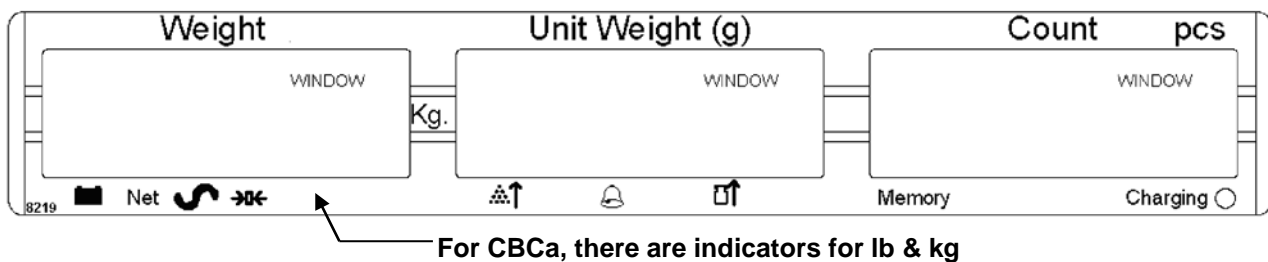 Weight Unit Weight (g) Count pcs
WINDOW WINDOW WINDOW
Kg.
8219 Net Memory Charging
For CBCa, there are indicators for lb & kg